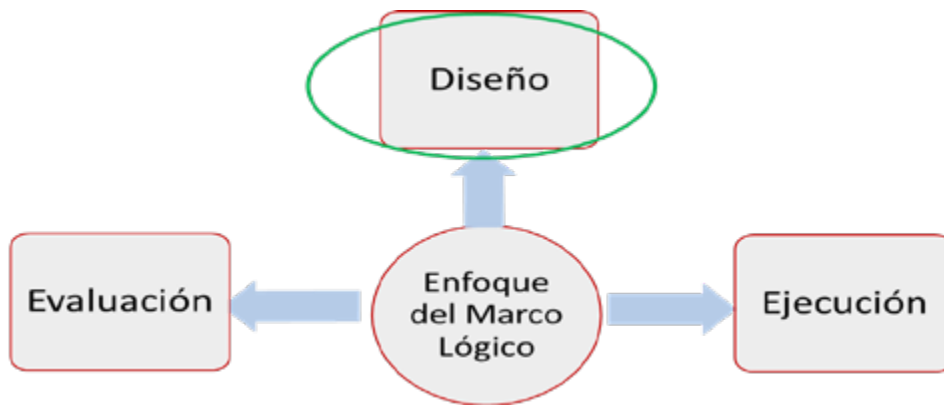 Diseño
Evaluación
Enfoque
del Marco
Lógico
Ejecución